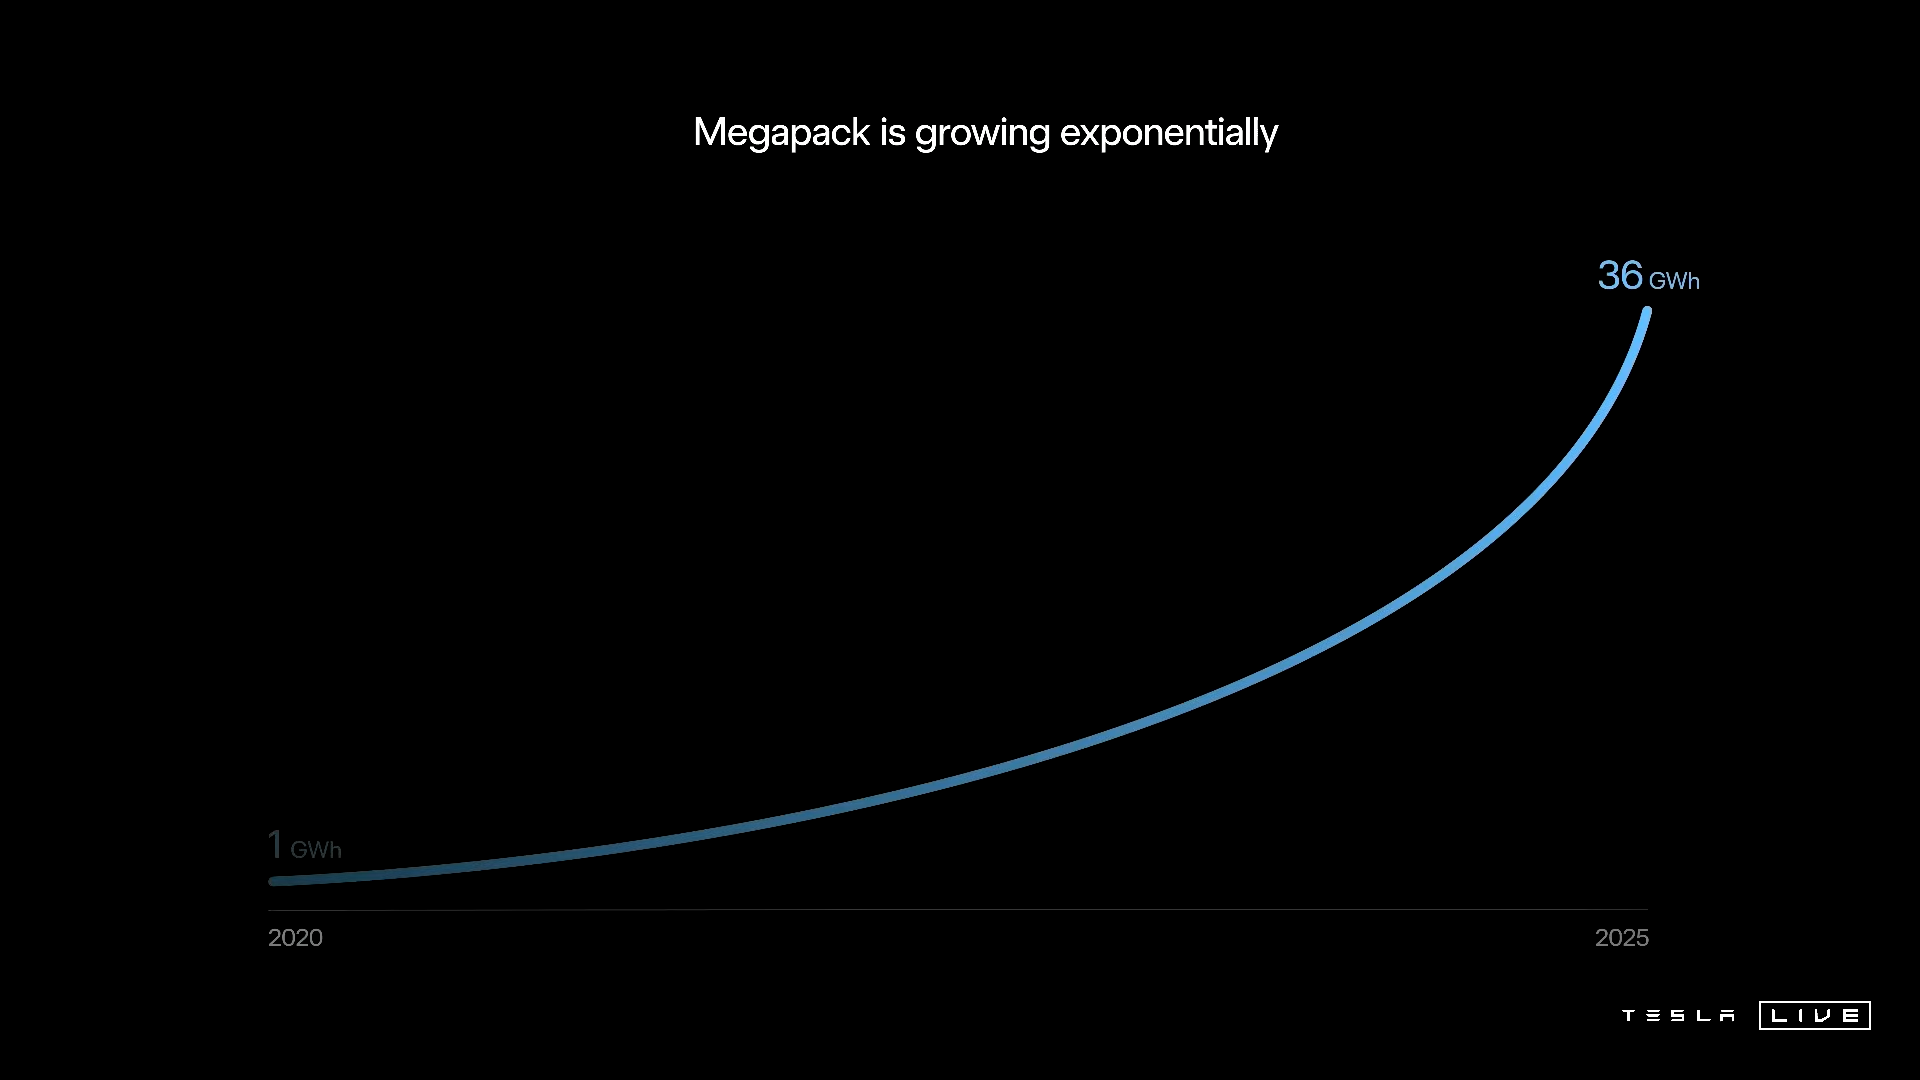 Megapack is growing exponentially
36 GWh
1 GWh
2020
2025
TESLA LIVE